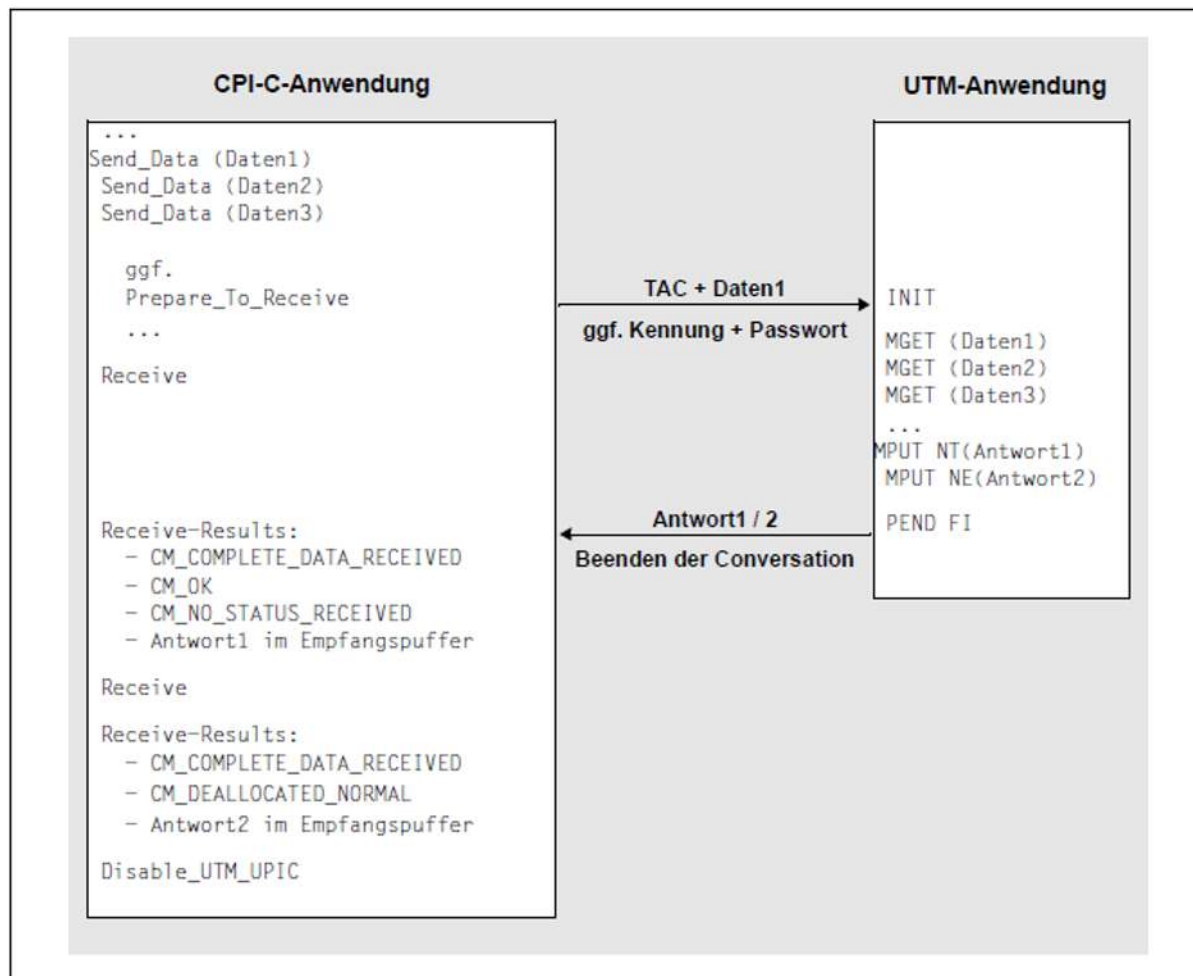 CPI-C-Anwendung
...
Send_Data (Daten1)
Send_Data (Daten2)
Send_Data (Daten3)
ggf.
Prepare_To_Receive
...
Receive
Receive-Results:
- CM_COMPLETE_DATA_RECEIVED
- CM_OK
- CM_NO_STATUS_RECEIVED
- Antwort1 im Empfangspuffer
Receive
Receive-Results:
- CM_COMPLETE_DATA_RECEIVED
- CM_DEALLOCATED_NORMAL
- Antwort2 im Empfangspuffer
Disable_UTM_UPIC
TAC + Daten1
ggf. Kennung + Passwort
Antwort1 / 2
Beenden der Conversation
UTM-Anwendung
INIT
MGET (Daten1)
MGET (Daten2)
MGET (Daten3)
...
MPUT NT(Antwort1)
MPUT NE(Antwort2)
PEND FI